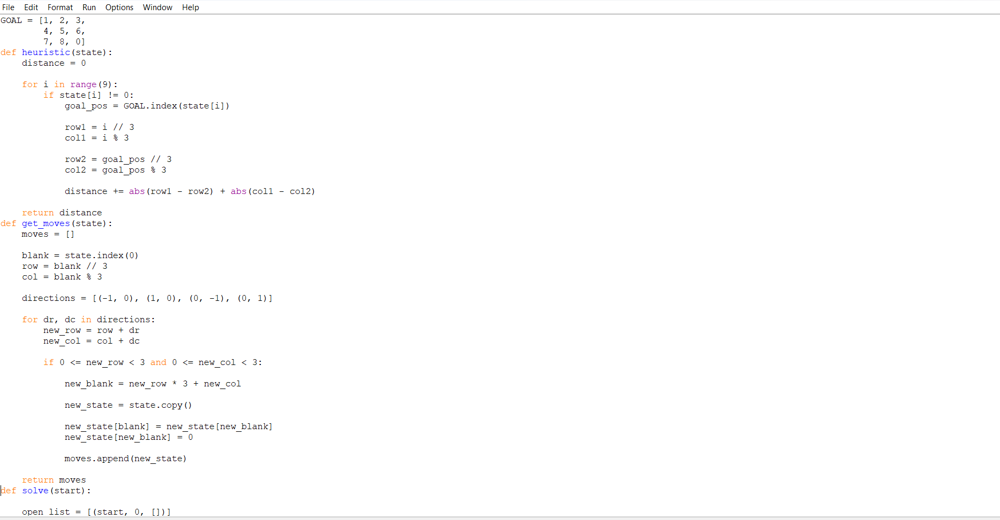 File Edit Format Run Options Window Help
GOAL = [1, 2, 3,
        4, 5, 6,
        7, 8, 0]
def heuristic(state):
    distance = 0

    for i in range(9):
        if state[i] != 0:
            goal_pos = GOAL.index(state[i])

            row1 = i // 3
            col1 = i % 3

            row2 = goal_pos // 3
            col2 = goal_pos % 3

            distance += abs(row1 - row2) + abs(col1 - col2)

    return distance
def get_moves(state):
    moves = []

    blank = state.index(0)
    row = blank // 3
    col = blank % 3

    directions = [(-1, 0), (1, 0), (0, -1), (0, 1)]

    for dr, dc in directions:
        new_row = row + dr
        new_col = col + dc

        if 0 <= new_row < 3 and 0 <= new_col < 3:

            new_blank = new_row * 3 + new_col

            new_state = state.copy()

            new_state[blank] = new_state[new_blank]
            new_state[new_blank] = 0

            moves.append(new_state)

    return moves
def solve(start):

    open list = [(start, 0, [])]